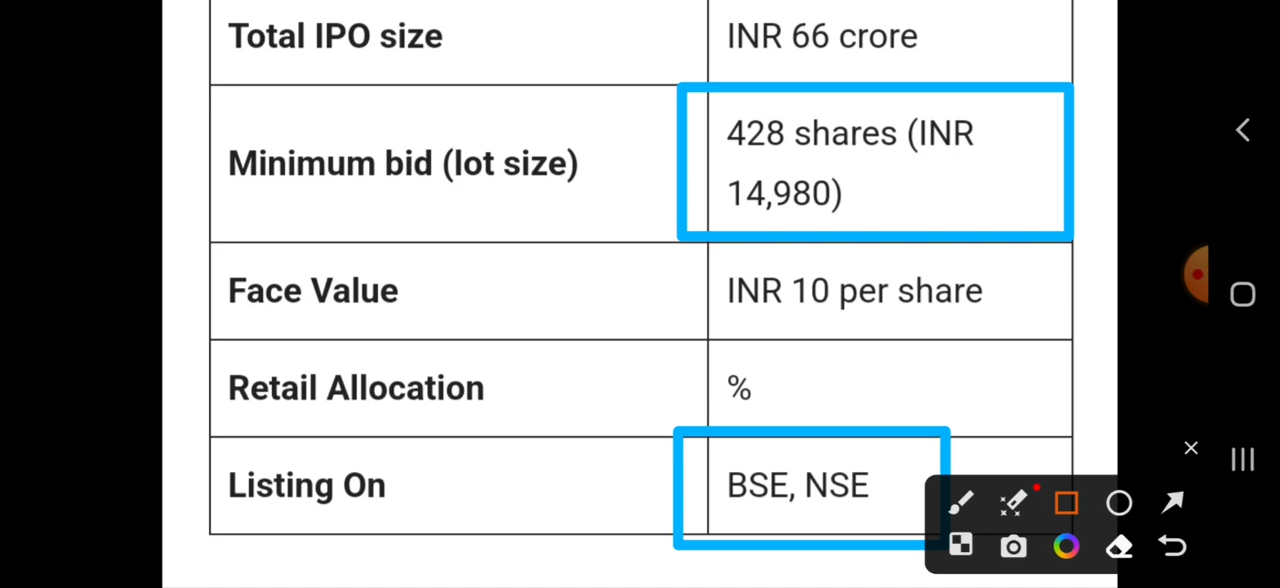 Total IPO size
INR 66 crore
Minimum bid (lot size)
428 shares (INR
14,980)
Face Value
INR 10 per share
Retail Allocation
%
Listing On
BSE, NSE